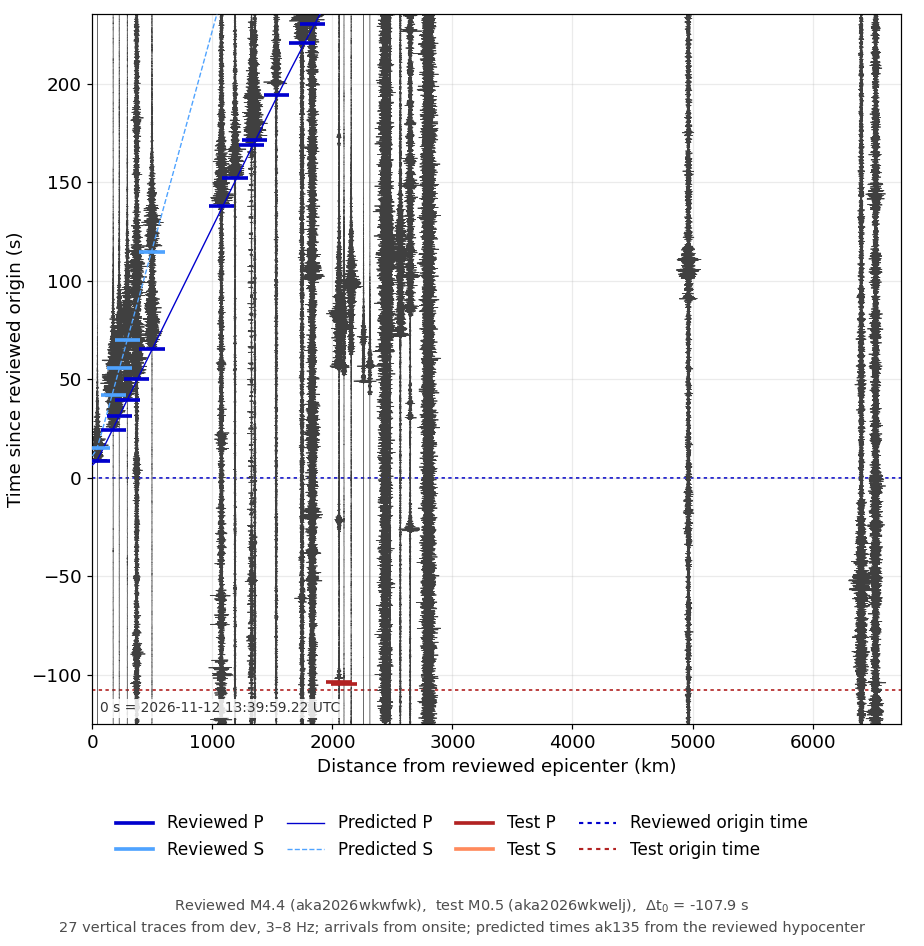 Time since reviewed origin (s)
200
150
100
50
0
−50
−100
0 s = 2026-11-12 13:39:59.22 UTC
0 1000 2000 3000 4000 5000 6000
Distance from reviewed epicenter (km)
Reviewed P Predicted P Test P Reviewed origin time
Reviewed S Predicted S Test S Test origin time
Reviewed M4.4 (aka2026wkwfwk), test M0.5 (aka2026wkwelj), Δt₀ = -107.9 s
27 vertical traces from dev, 3–8 Hz; arrivals from onsite; predicted times ak135 from the reviewed hypocenter